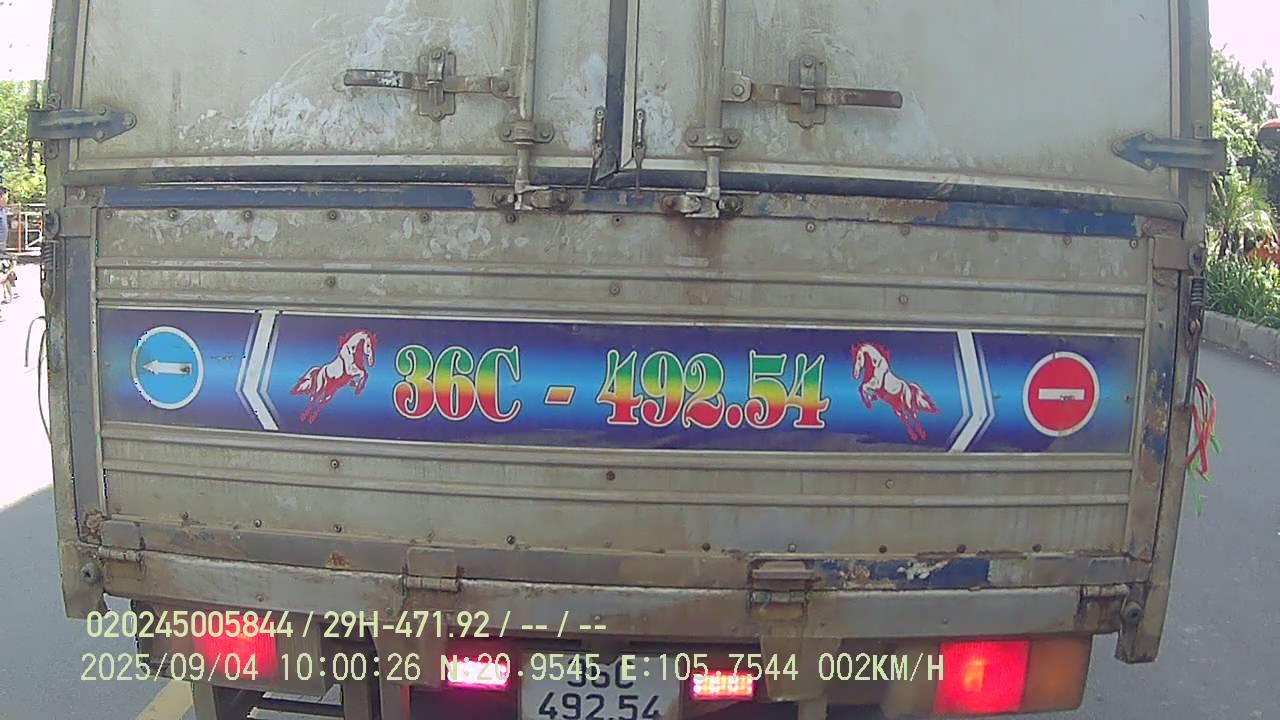 36C - 492.54
020245005844 / 29H-471.92 / -- / --
2025/09/04 10:00:26 N:20.9545 E:105.7544 002KM/H
36C
492.54